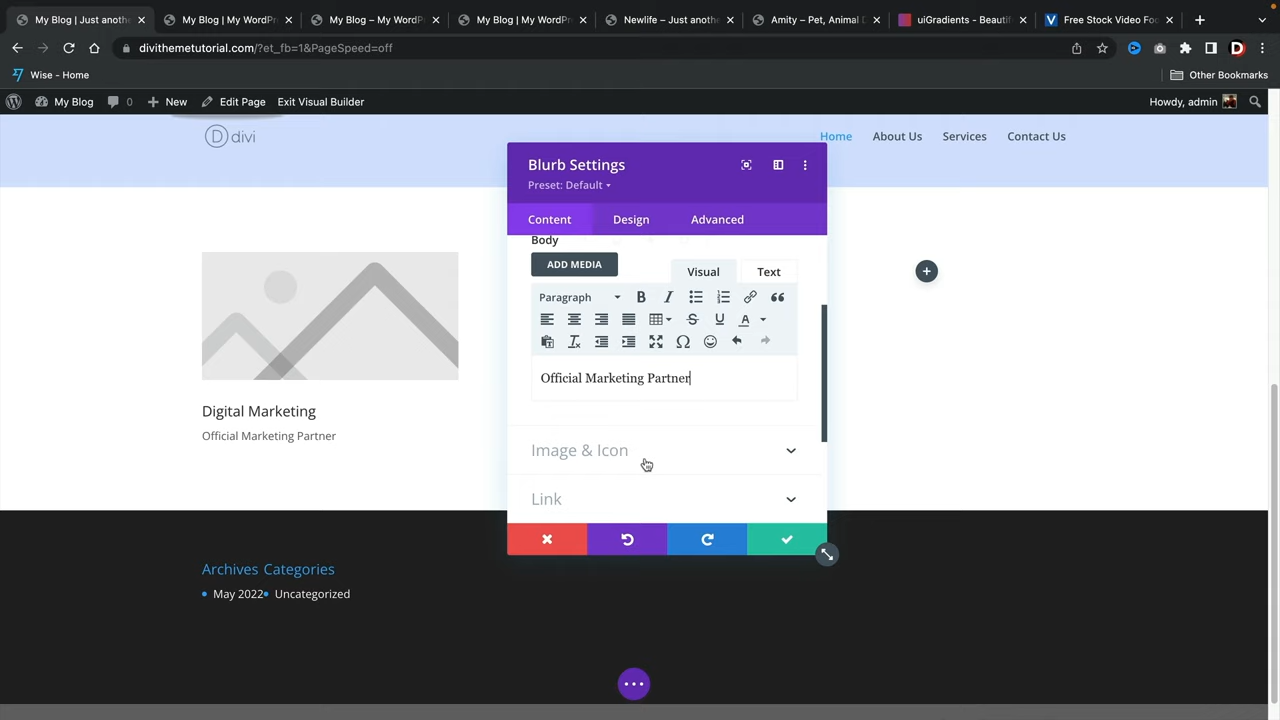 My Blog | Just anoth
My Blog | My WordPr
My Blog – My WordP
My Blog | My WordPr
Newlife – Just anoth
Amity – Pet, Animal D
uiGradients - Beautif
Free Stock Video Foo
divithemetutorial.com/?et_fb=1&PageSpeed=off
Wise - Home
Other Bookmarks
My Blog 0 New Edit Page Exit Visual Builder
Howdy, admin
D divi
Home About Us Services Contact Us
Blurb Settings
Preset: Default
Content Design Advanced
Body
ADD MEDIA
Visual Text
Paragraph B I
S U A
Official Marketing Partner
Image & Icon
Link
Digital Marketing
Official Marketing Partner
Archives Categories
May 2022 Uncategorized